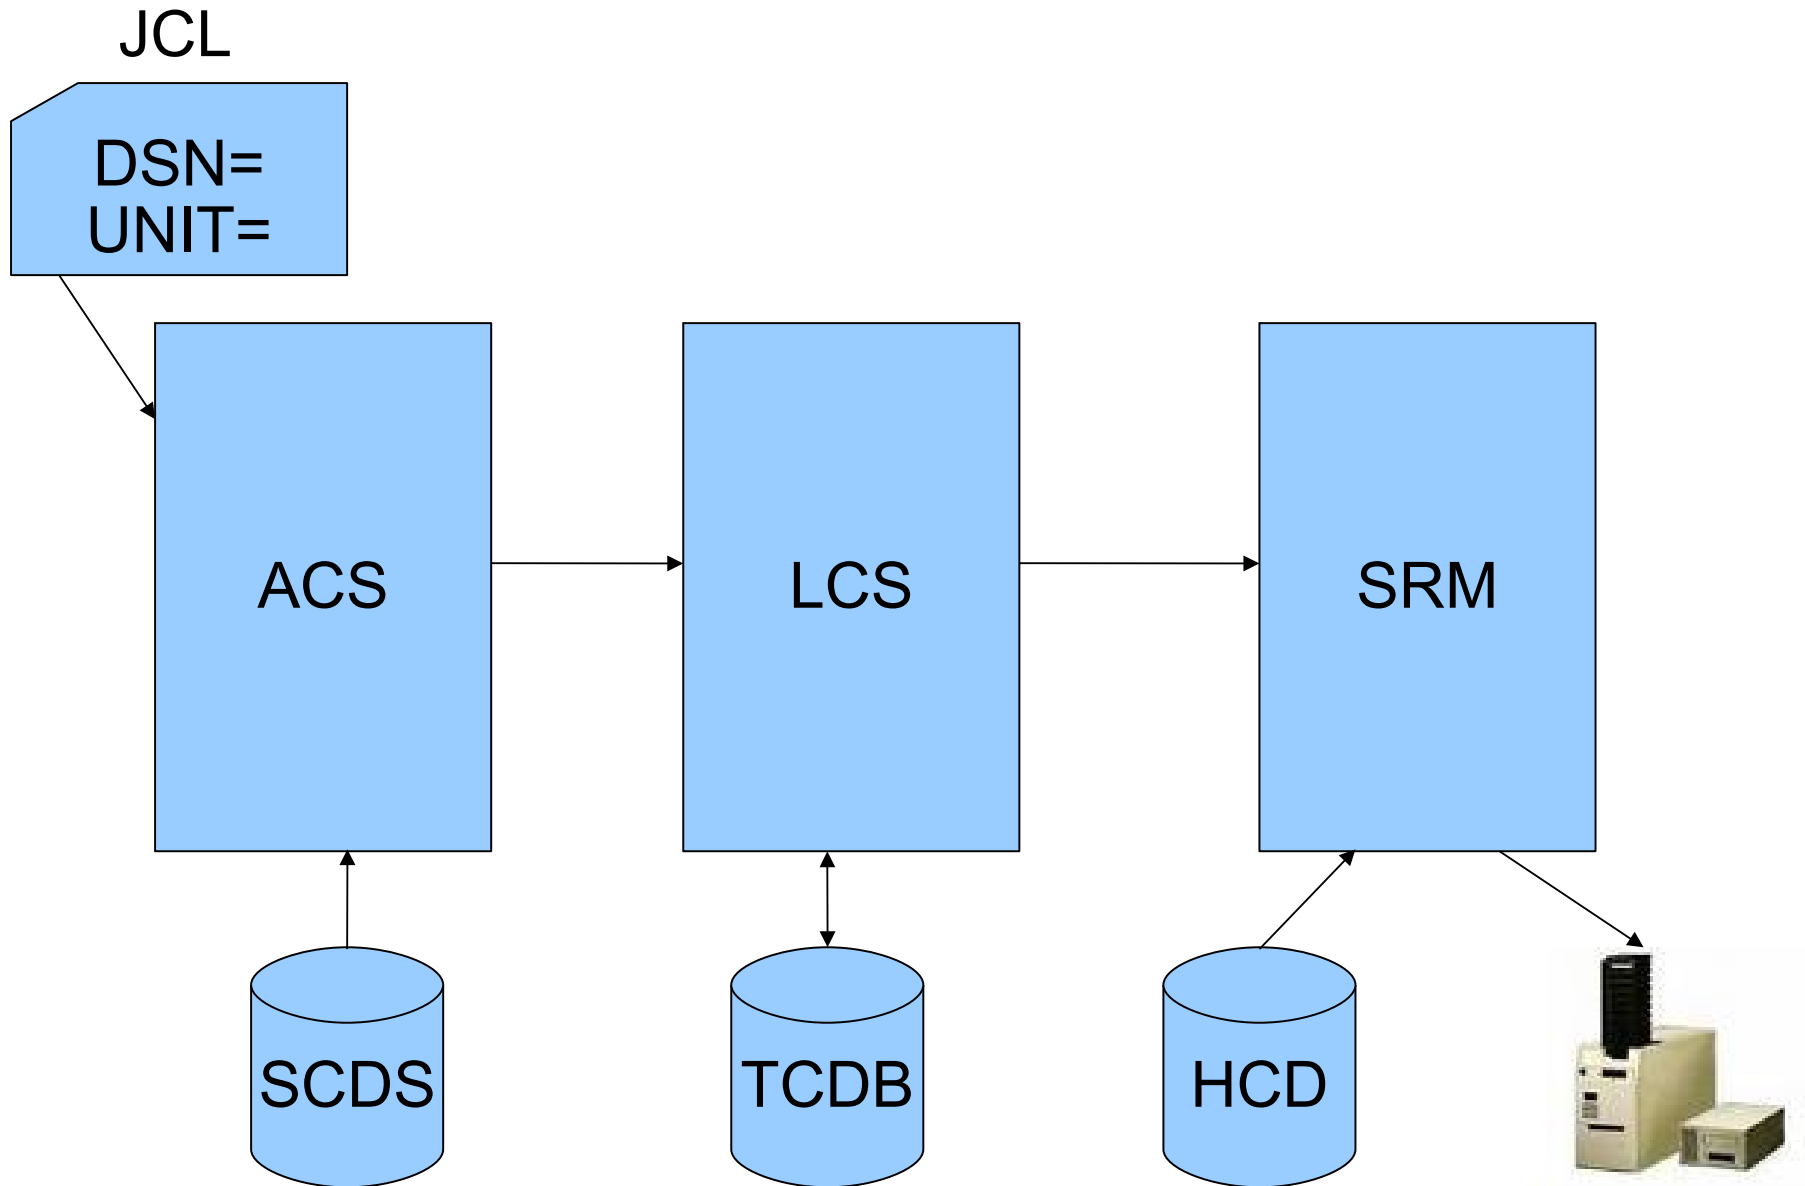 JCL
DSN=
UNIT=
ACS
LCS
SRM
SCDS
TCDB
HCD